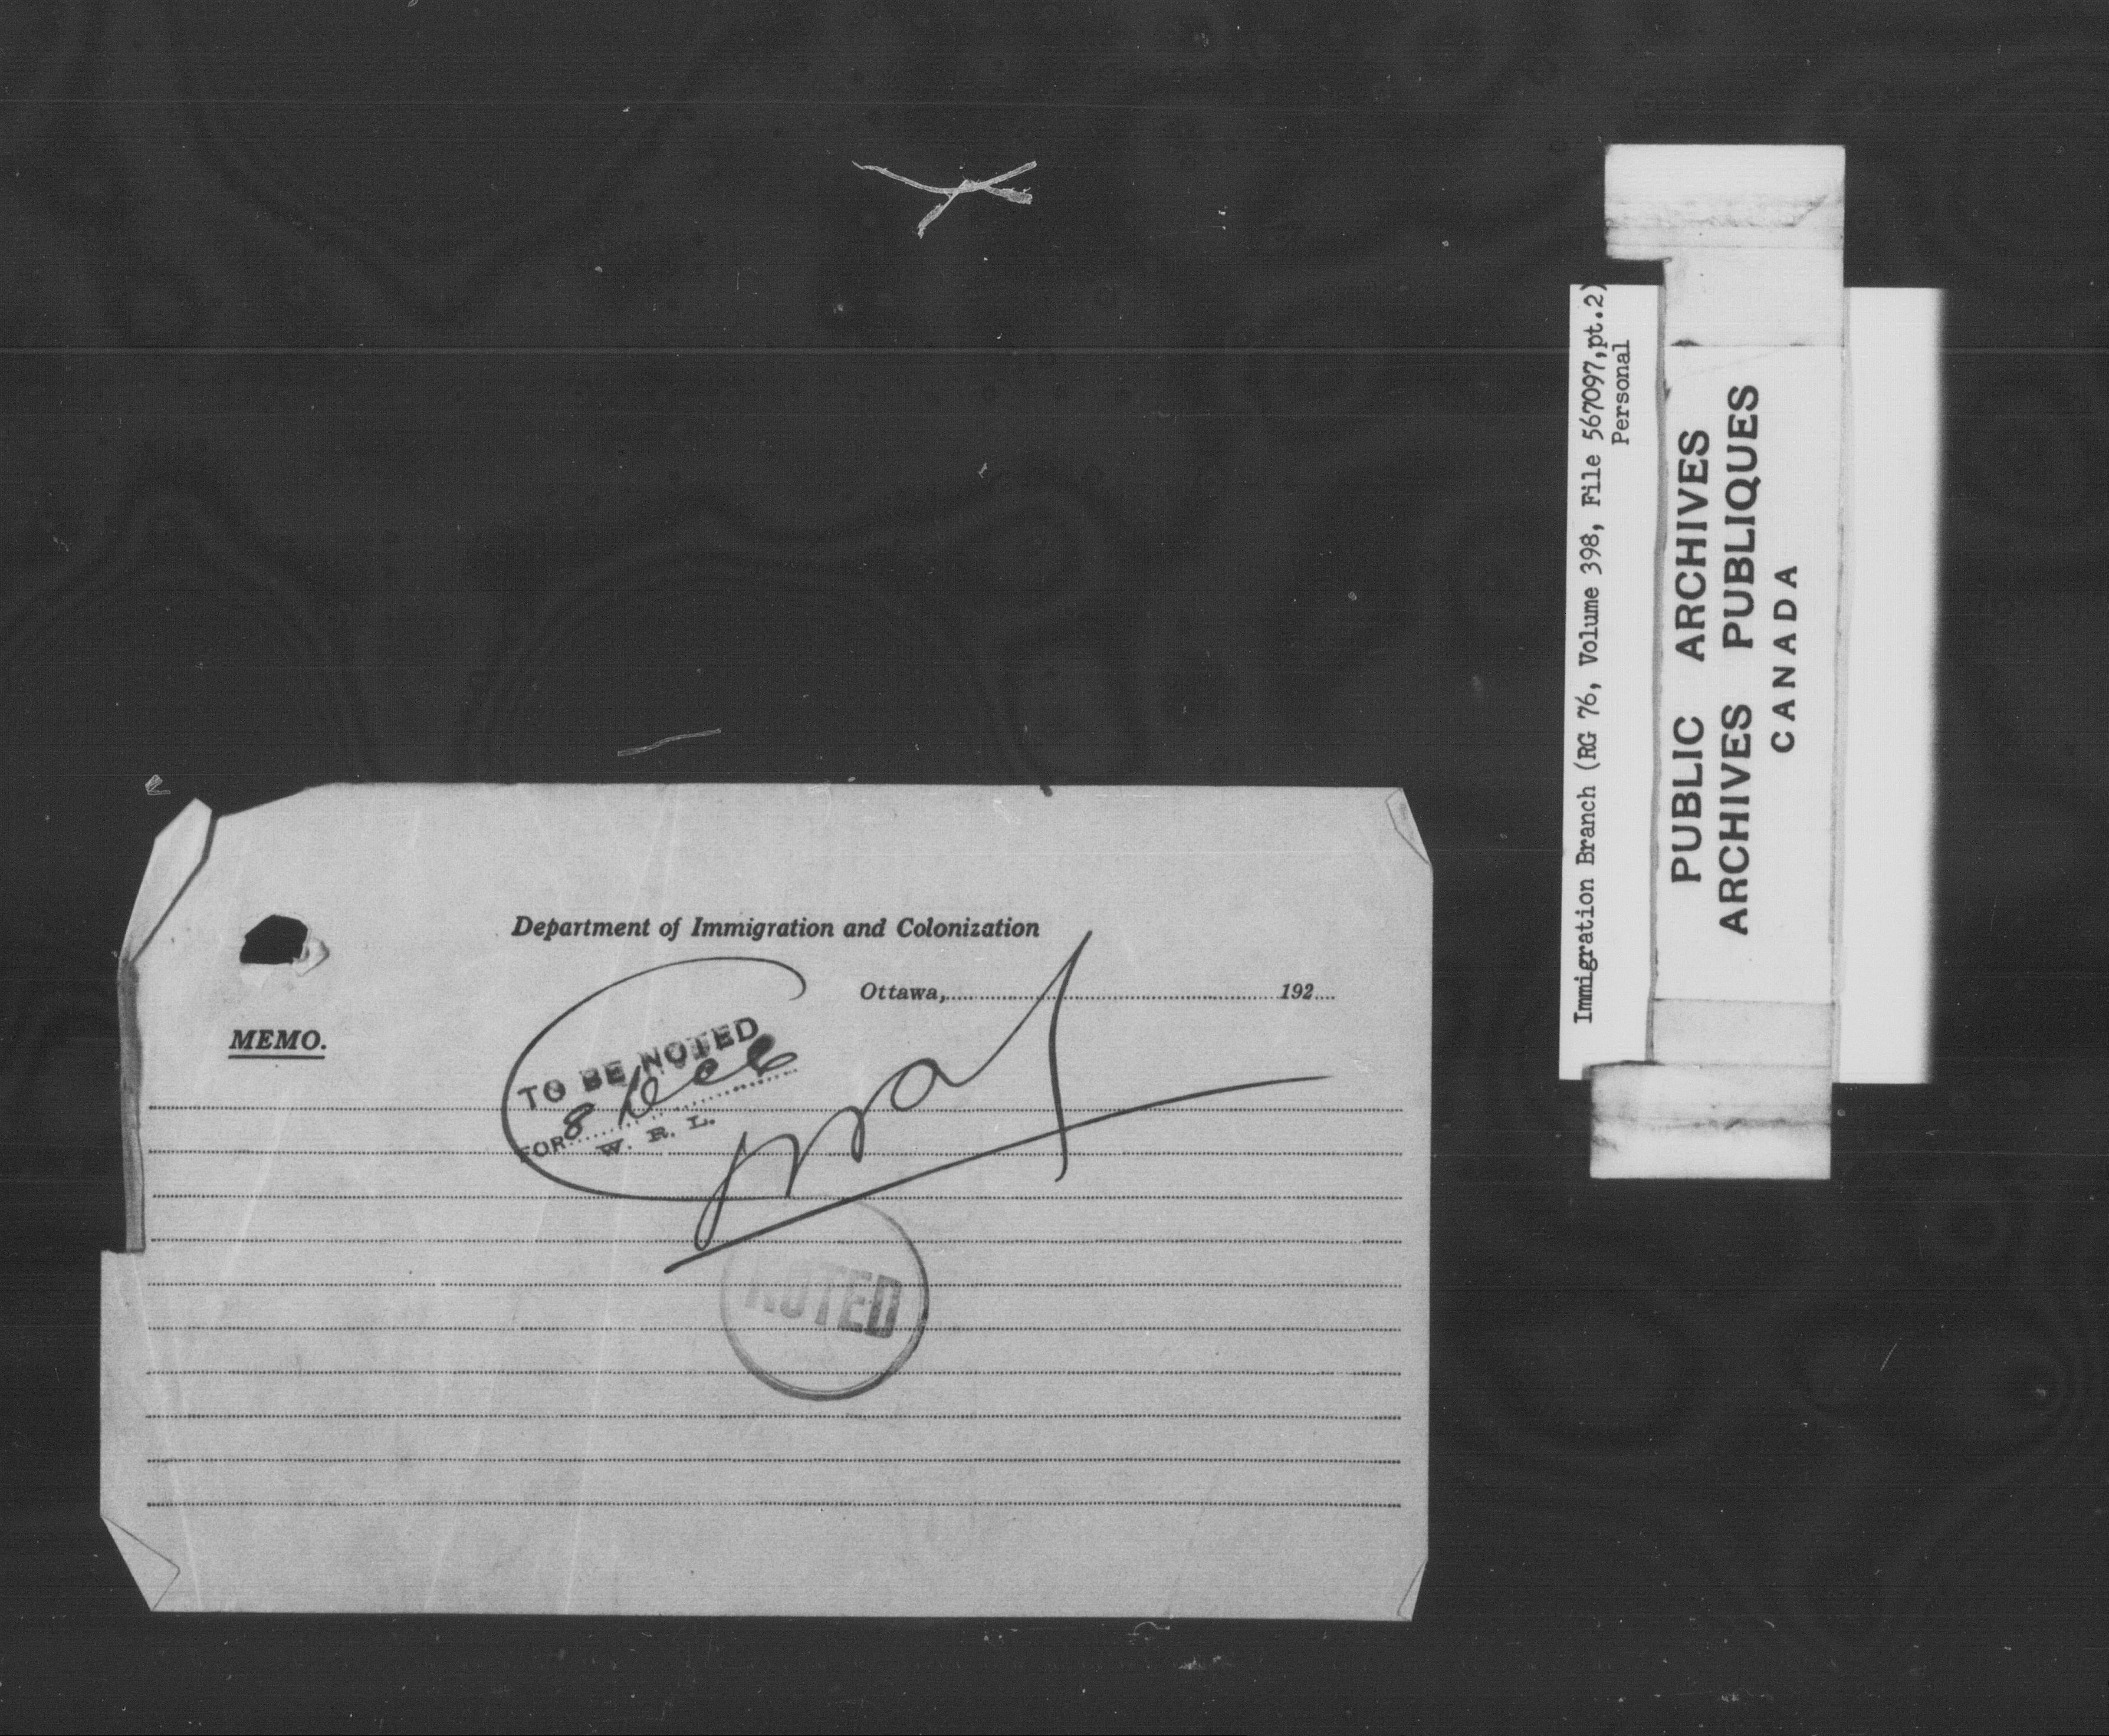 Department of Immigration and Colonization
Ottawa, 192
MEMO.
TO BE NOTED
FOR 8
W. R. L.
NOTED
Immigration Branch (RG 76, Volume 398, File 567097,pt.2)
Personal
PUBLIC ARCHIVES
ARCHIVES PUBLIQUES
CANADA